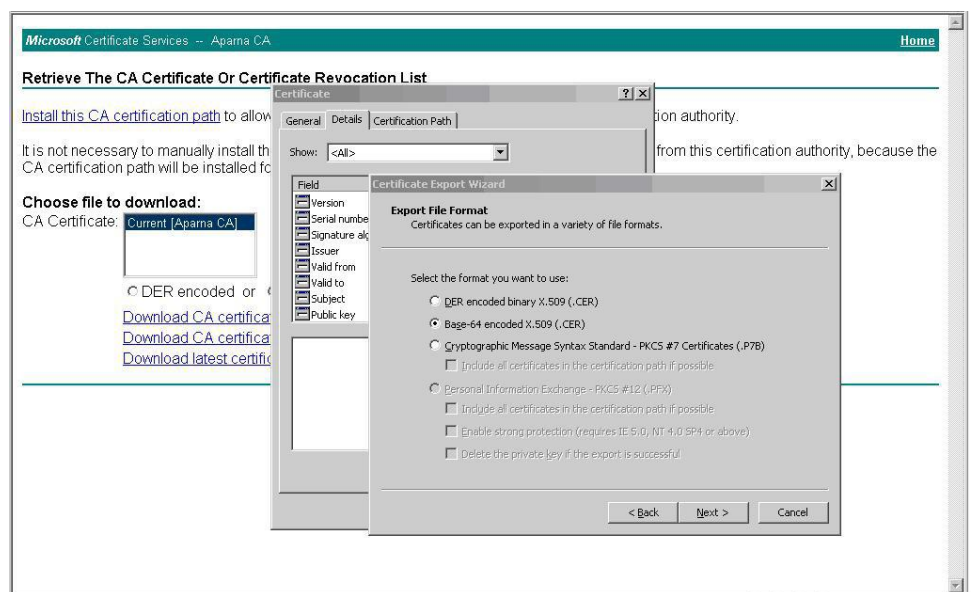 Microsoft Certificate Services -- Aparna CA
Home
Retrieve The CA Certificate Or Certificate Revocation List
Install this CA certification path to allow
tion authority.
It is not necessary to manually install th
from this certification authority, because the
CA certification path will be installed fo
Choose file to download:
CA Certificate:
Current [Aparna CA]
DER encoded or
Download CA certifica
Download CA certifica
Download latest certific
Certificate
General
Details
Certification Path
Show:
<All>
Field
Version
Serial numbe
Signature alg
Issuer
Valid from
Valid to
Subject
Public key
Certificate Export Wizard
Export File Format
Certificates can be exported in a variety of file formats.
Select the format you want to use:
DER encoded binary X.509 (.CER)
Base-64 encoded X.509 (.CER)
Cryptographic Message Syntax Standard - PKCS #7 Certificates (.P7B)
Include all certificates in the certification path if possible
Personal Information Exchange - PKCS #12 (.PFX)
Include all certificates in the certification path if possible
Enable strong protection (requires IE 5.0, NT 4.0 SP4 or above)
Delete the private key if the export is successful
< Back
Next >
Cancel